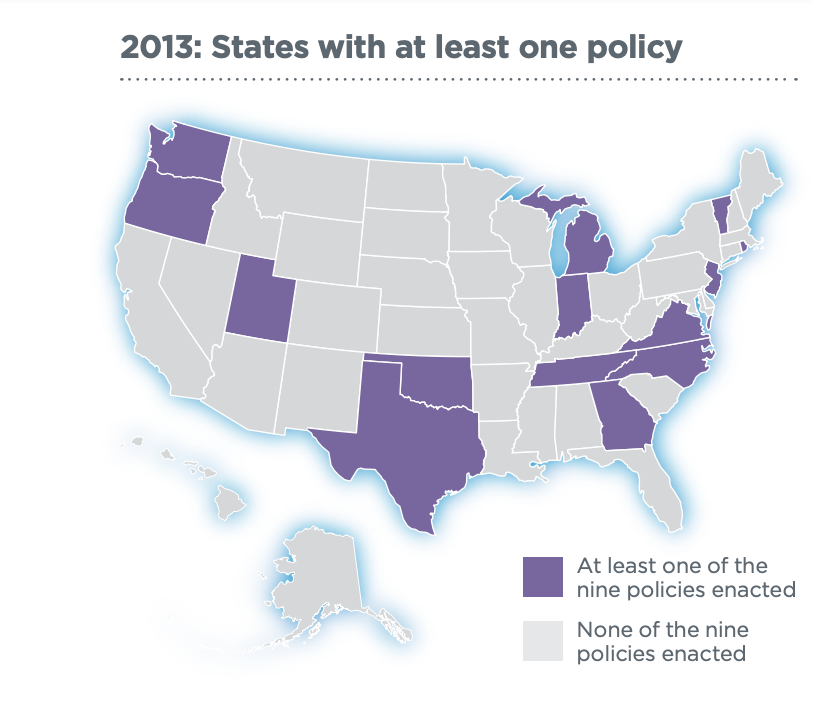 2013: States with at least one policy
At least one of the
nine policies enacted
None of the nine
policies enacted